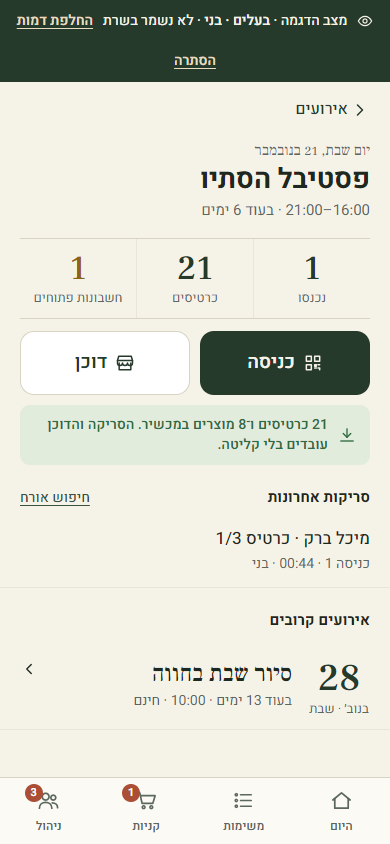 מצב הדגמה · בעלים · בני · לא נשמר בשרת החלפת דמות
הסתרה
אירועים
יום שבת, 21 בנובמבר
פסטיבל הסתיו
16:00–21:00 · בעוד 6 ימים
1 21 1
נכנסו כרטיסים חשבונות פתוחים
כניסה דוכן
21 כרטיסים ו־8 מוצרים במכשיר. הסריקה והדוכן
עובדים בלי קליטה.
סריקות אחרונות חיפוש אורח
מיכל ברק · כרטיס 1/3
כניסה 1 · 00:44 · בני
אירועים קרובים
28 סיור שבת בחווה
בנוב׳ · שבת בעוד 13 ימים · 10:00 · חינם
1 3
היום משימות קניות ניהול